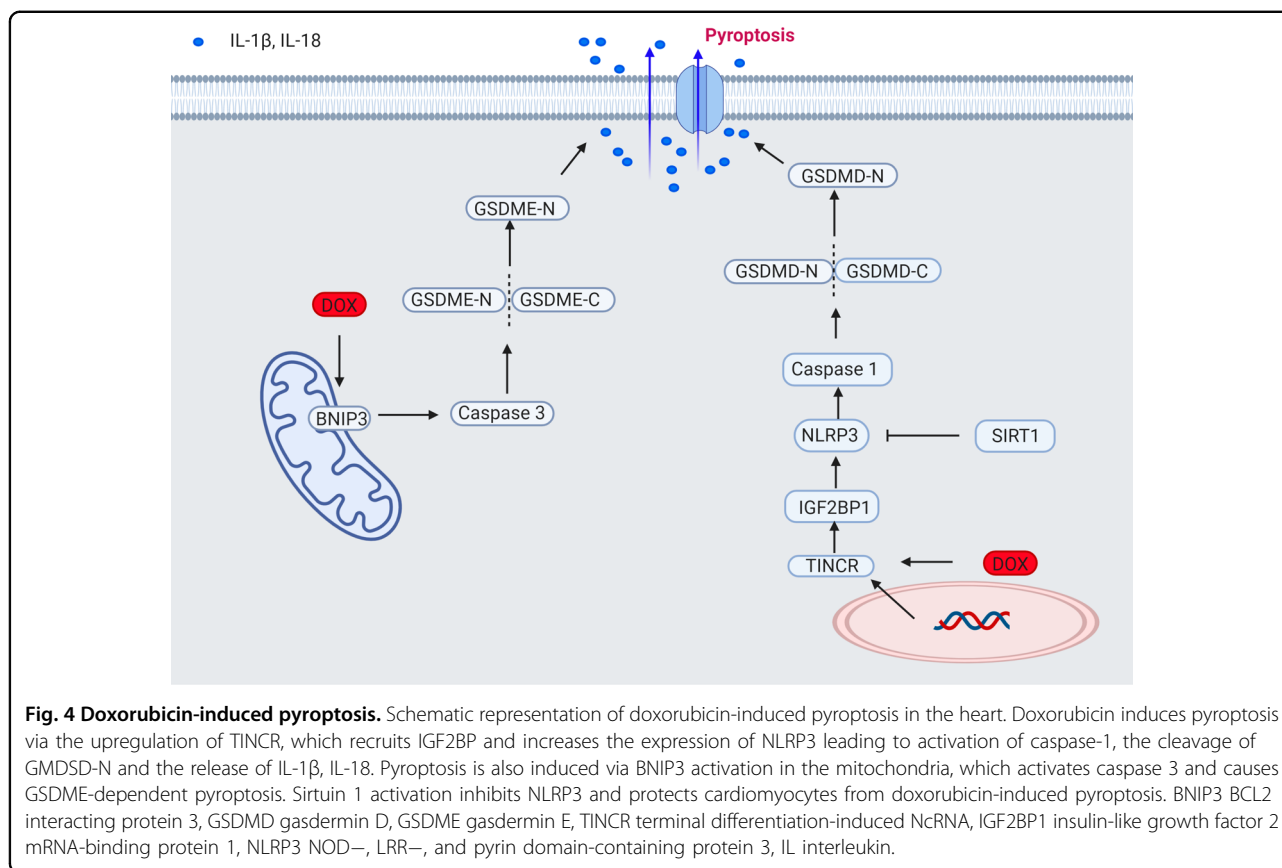 IL-1β, IL-18
Pyroptosis
GSDMD-N
GSDME-N
GSDMD-N GSDMD-C
GSDME-N GSDME-C
DOX
Caspase 1
BNIP3
Caspase 3
NLRP3
SIRT1
IGF2BP1
TINCR
DOX
Fig. 4 Doxorubicin-induced pyroptosis. Schematic representation of doxorubicin-induced pyroptosis in the heart. Doxorubicin induces pyroptosis
via the upregulation of TINCR, which recruits IGF2BP and increases the expression of NLRP3 leading to activation of caspase-1, the cleavage of
GMDSD-N and the release of IL-1β, IL-18. Pyroptosis is also induced via BNIP3 activation in the mitochondria, which activates caspase 3 and causes
GSDME-dependent pyroptosis. Sirtuin 1 activation inhibits NLRP3 and protects cardiomyocytes from doxorubicin-induced pyroptosis. BNIP3 BCL2
interacting protein 3, GSDMD gasdermin D, GSDME gasdermin E, TINCR terminal differentiation-induced NcRNA, IGF2BP1 insulin-like growth factor 2
mRNA-binding protein 1, NLRP3 NOD−, LRR−, and pyrin domain-containing protein 3, IL interleukin.